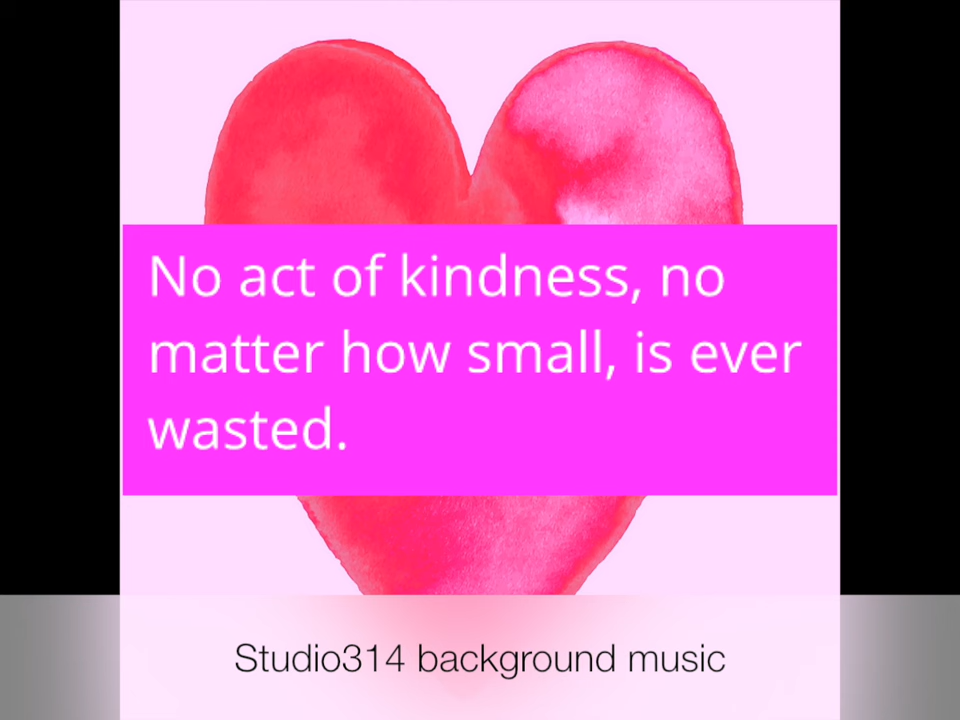 No act of kindness, no
matter how small, is ever
wasted.
Studio314 background music